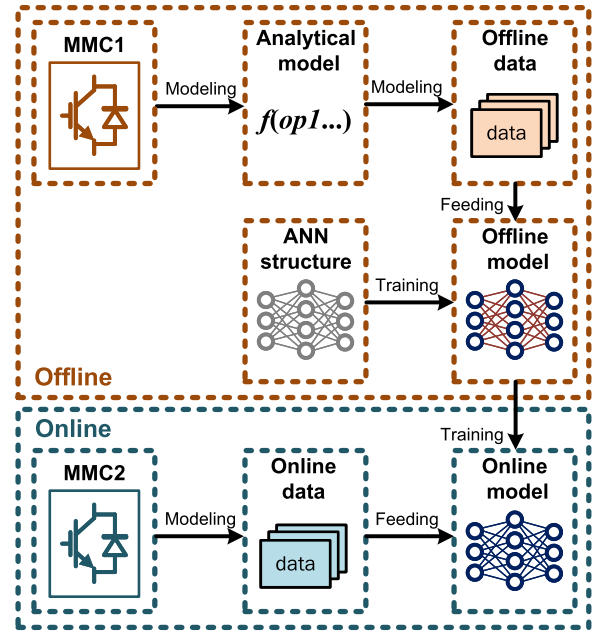 MMC1
Modeling
Analytical
model
f(op1...)
Modeling
Offline
data
data
Feeding
ANN
structure
Training
Offline
model
Offline
Training
Online
MMC2
Modeling
Online
data
data
Feeding
Online
model